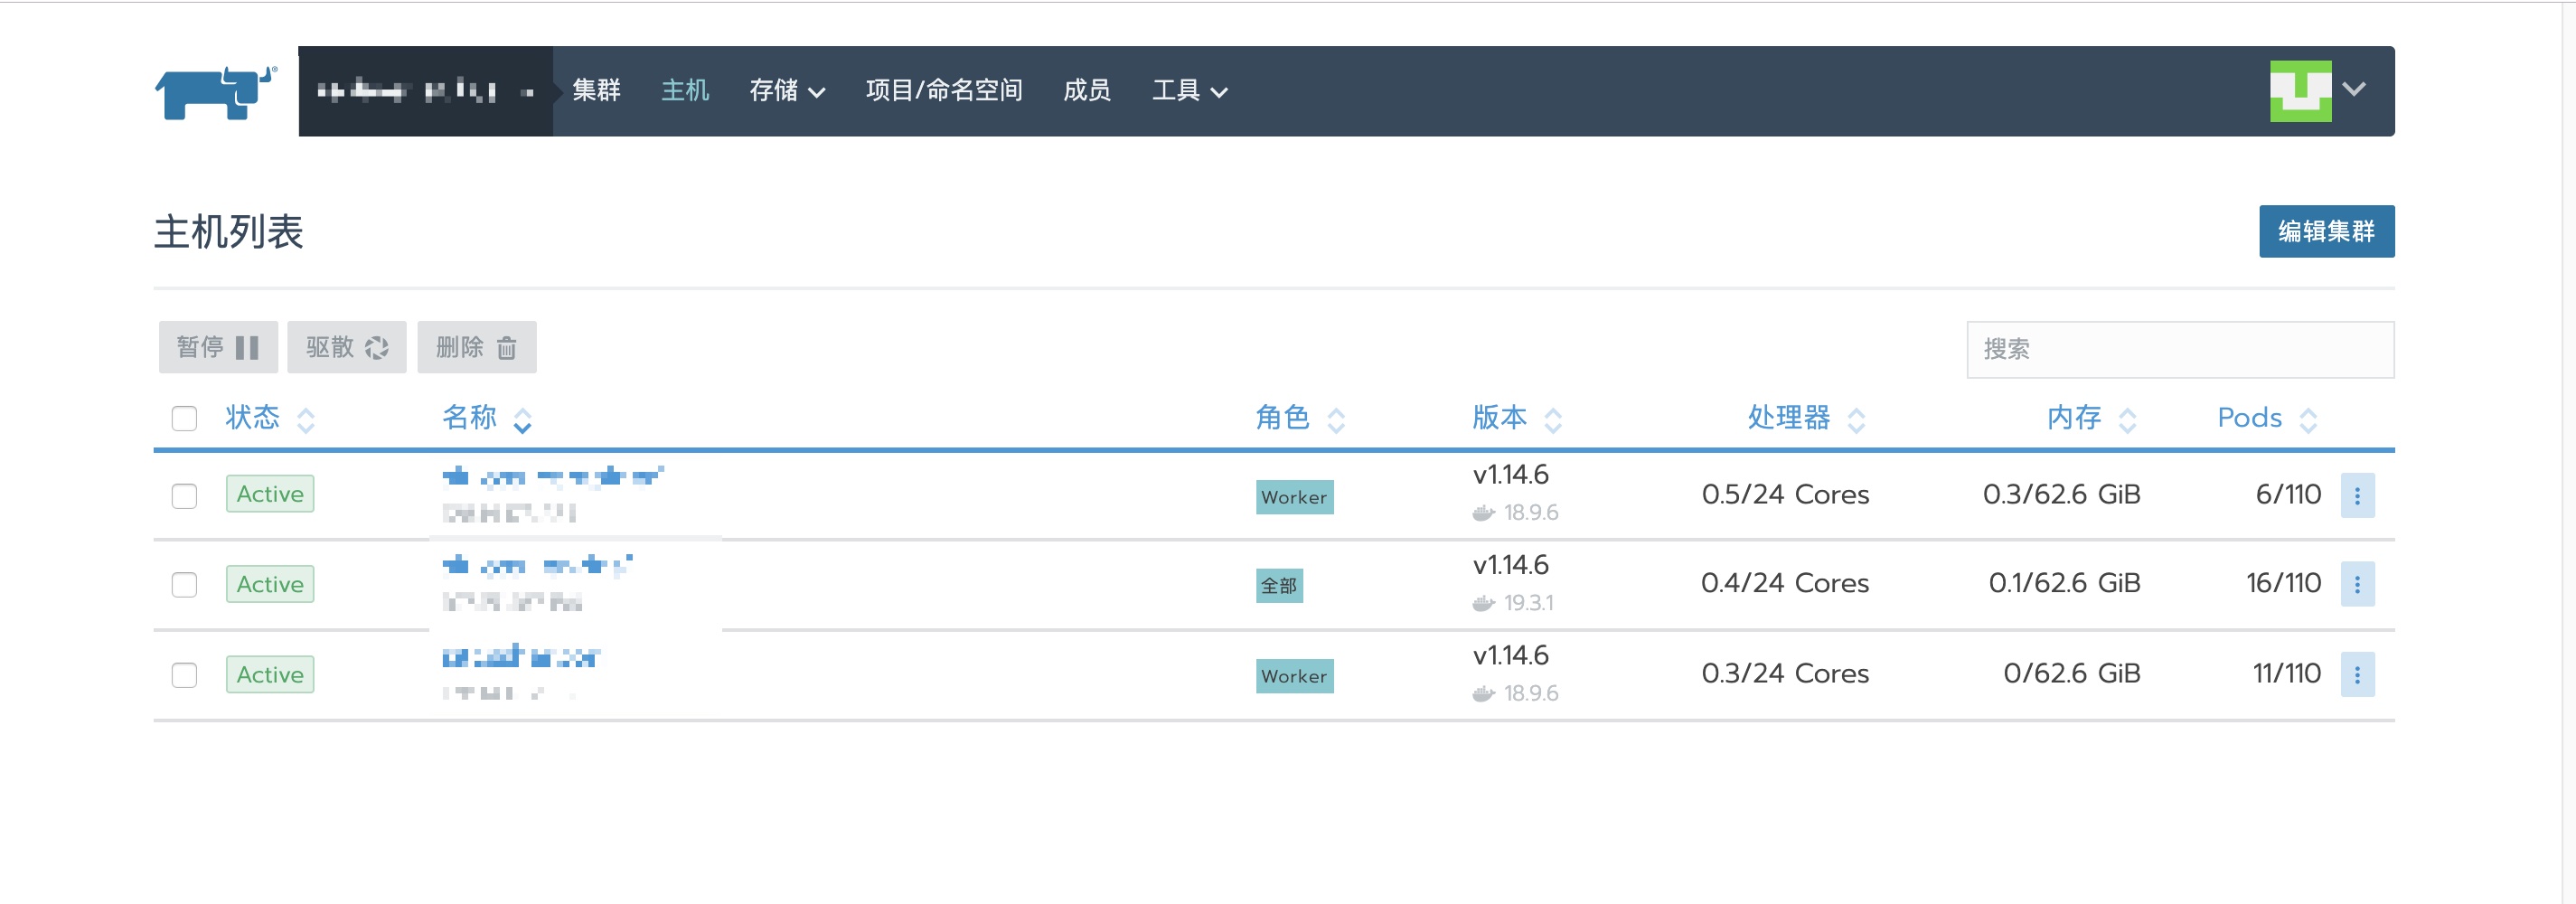 集群 主机 存储 项目/命名空间 成员 工具
主机列表 编辑集群
暂停 驱散 删除 搜索
状态 名称 角色 版本 处理器 内存 Pods
Active Worker v1.14.6 0.5/24 Cores 0.3/62.6 GiB 6/110
18.9.6
Active 全部 v1.14.6 0.4/24 Cores 0.1/62.6 GiB 16/110
19.3.1
Active Worker v1.14.6 0.3/24 Cores 0/62.6 GiB 11/110
18.9.6